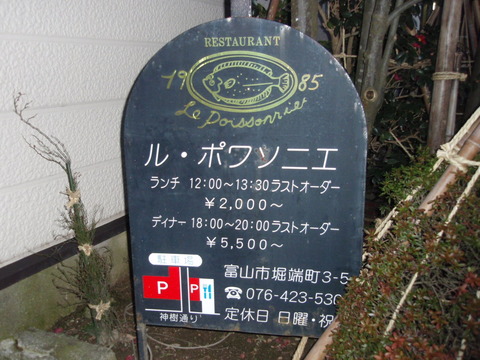 RESTAURANT
1985
Le Poissonnier
ル・ポワソニエ
ランチ 12:00～13:30ラストオーダー
￥2,000～
ディナー 18:00～20:00ラストオーダー
￥5,500～
駐車場
P
P
神樹通り
富山市堀端町3-5
☎076-423-530
定休日 日曜・祝